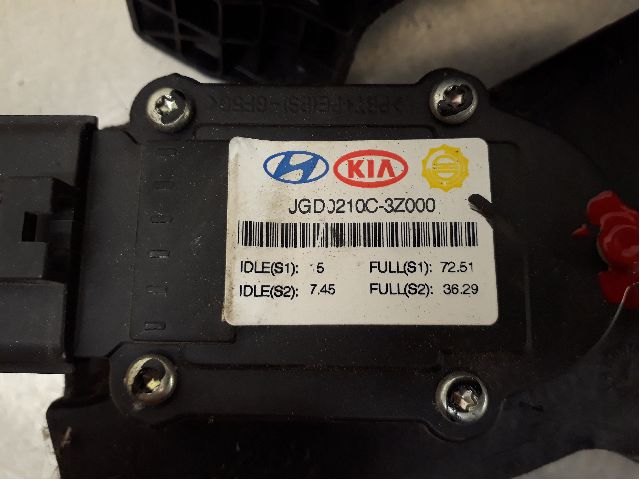 KIA
JGD0210C-3Z000
IDLE(S1): 15 FULL(S1): 72.51
IDLE(S2): 7.45 FULL(S2): 36.29